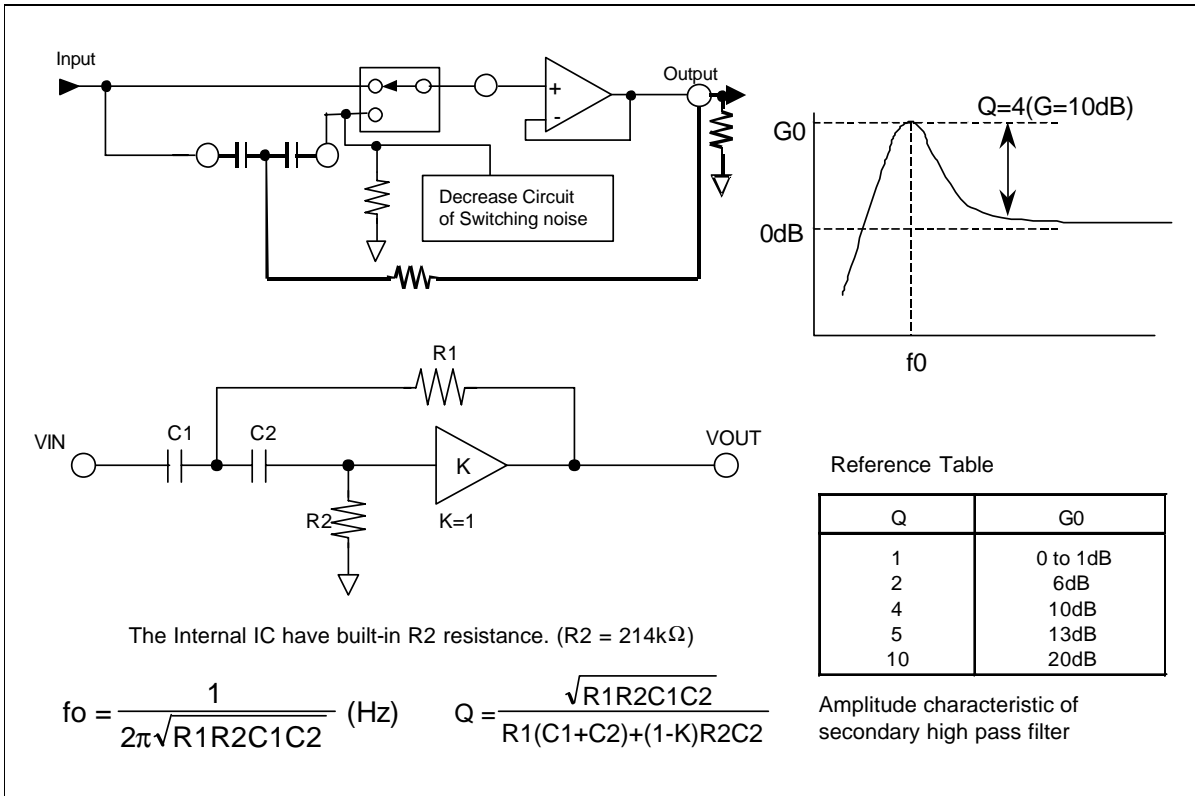 Input
Output
+
-
Decrease Circuit
of Switching noise
Q=4(G=10dB)
G0
0dB
f0
R1
VIN
C1
C2
VOUT
K
R2
K=1
Reference Table
Q G0
1 0 to 1dB
2 6dB
4 10dB
5 13dB
10 20dB
Amplitude characteristic of
secondary high pass filter
The Internal IC have built-in R2 resistance. (R2 = 214kΩ)
fo = 1 / 2π√R1R2C1C2 (Hz)
Q = √R1R2C1C2 / R1(C1+C2)+(1-K)R2C2